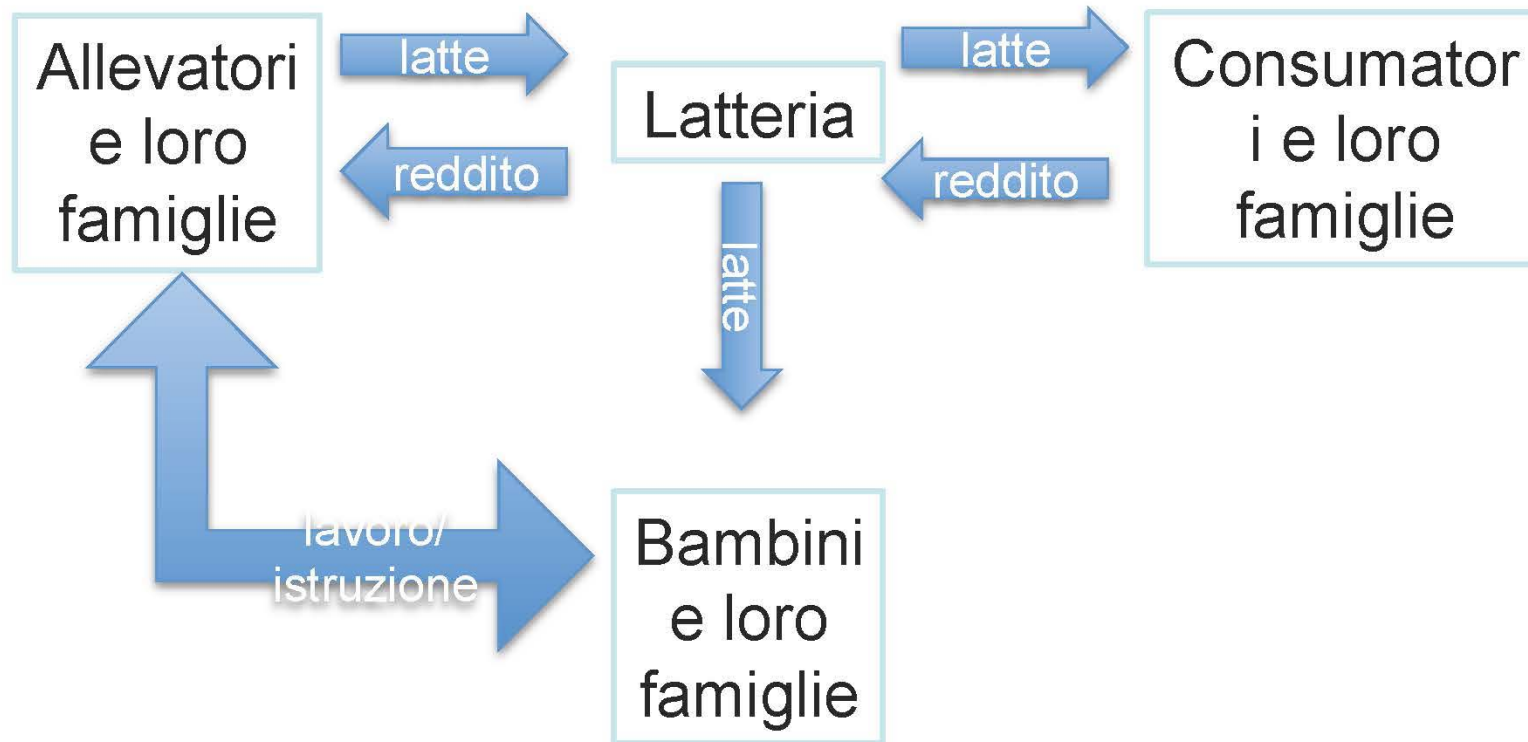 Allevatori
e loro
famiglie
latte
reddito
Latteria
latte
reddito
Consumator
i e loro
famiglie
latte
lavoro/
istruzione
Bambini
e loro
famiglie